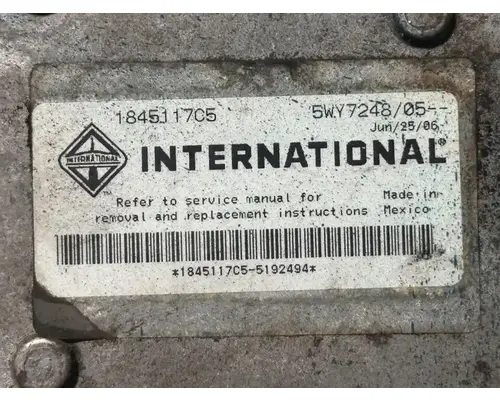 1845117C5 5WY7248/05--
Jun/25/06
INTERNATIONAL
INTERNATIONAL®
Refer to service manual for
removal and replacement instructions
Made in
Mexico
*1845117C5-5192494*